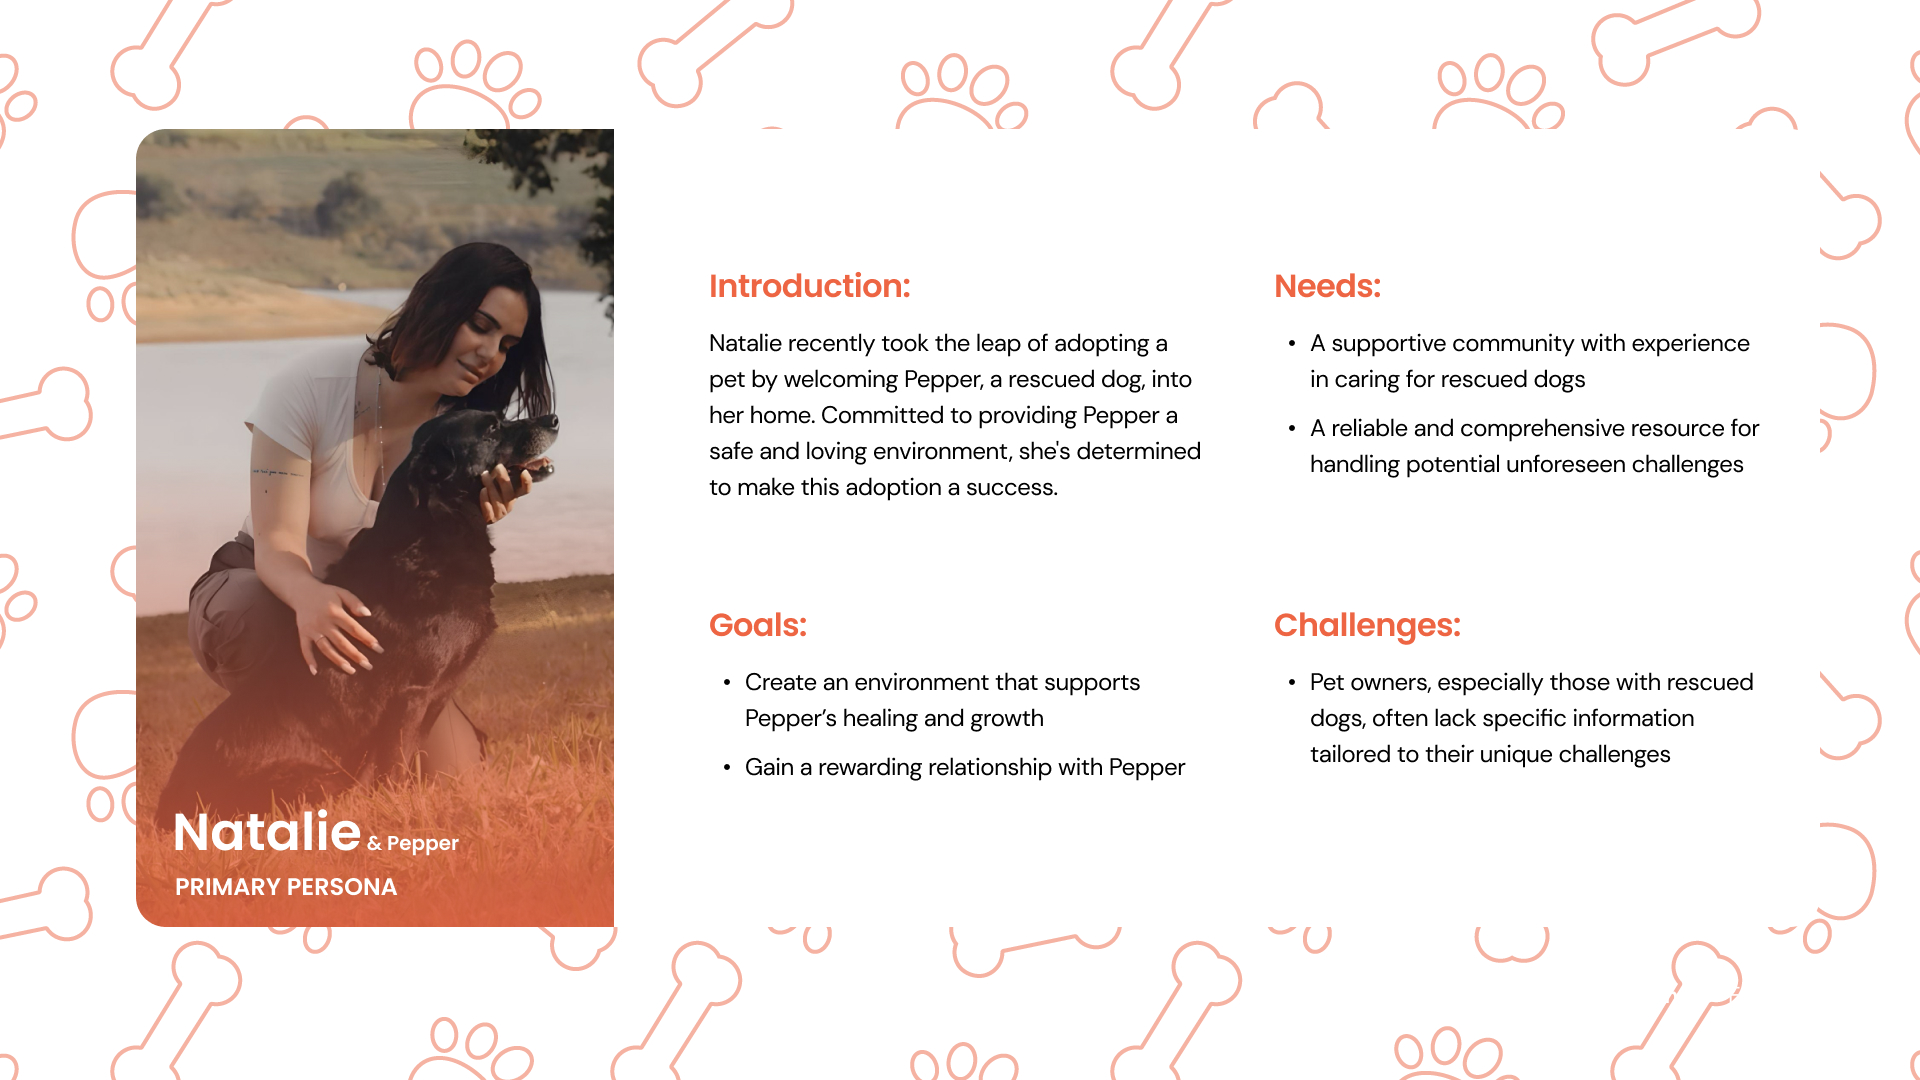 Introduction:
Natalie recently took the leap of adopting a
pet by welcoming Pepper, a rescued dog, into
her home. Committed to providing Pepper a
safe and loving environment, she's determined
to make this adoption a success.
Needs:
• A supportive community with experience
in caring for rescued dogs
• A reliable and comprehensive resource for
handling potential unforeseen challenges
Goals:
• Create an environment that supports
Pepper’s healing and growth
• Gain a rewarding relationship with Pepper
Challenges:
• Pet owners, especially those with rescued
dogs, often lack specific information
tailored to their unique challenges
Natalie & Pepper
PRIMARY PERSONA